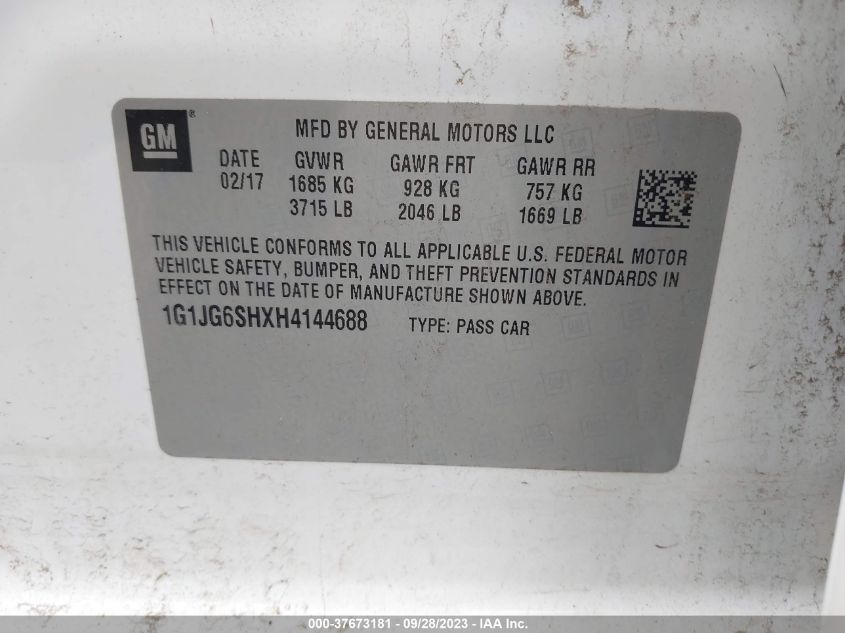 GM®
MFD BY GENERAL MOTORS LLC
DATE GVWR GAWR FRT GAWR RR
02/17 1685 KG 928 KG 757 KG
3715 LB 2046 LB 1669 LB
THIS VEHICLE CONFORMS TO ALL APPLICABLE U.S. FEDERAL MOTOR
VEHICLE SAFETY, BUMPER, AND THEFT PREVENTION STANDARDS IN
EFFECT ON THE DATE OF MANUFACTURE SHOWN ABOVE.
1G1JG6SHXH4144688 TYPE: PASS CAR
000-37673181 - 09/28/2023 - IAA Inc.